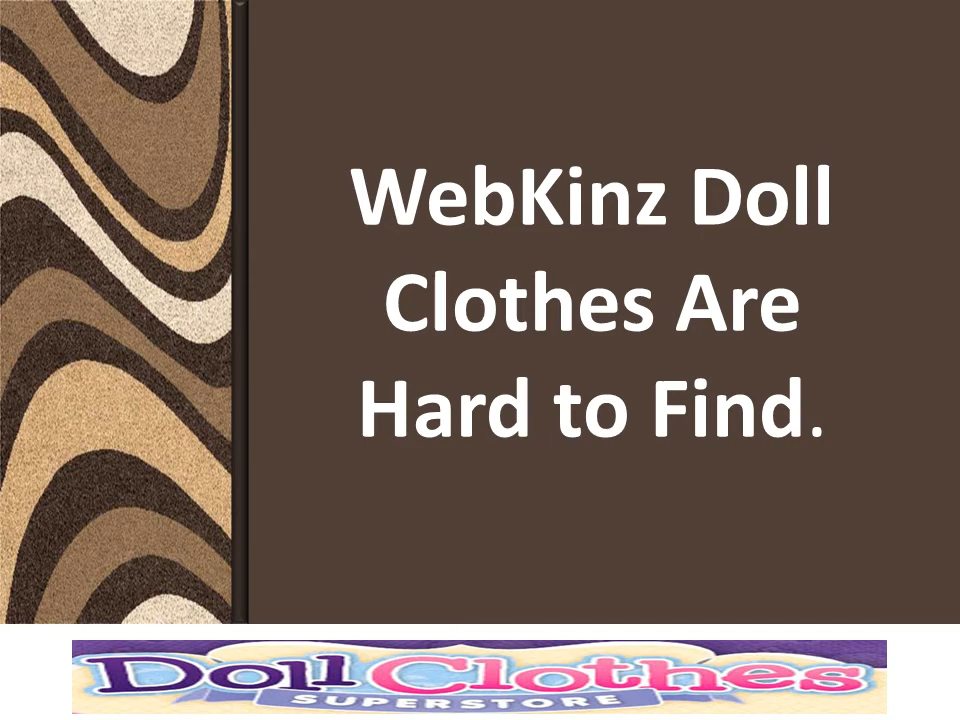 WebKinz Doll
Clothes Are
Hard to Find.
Doll Clothes
SUPERSTORE